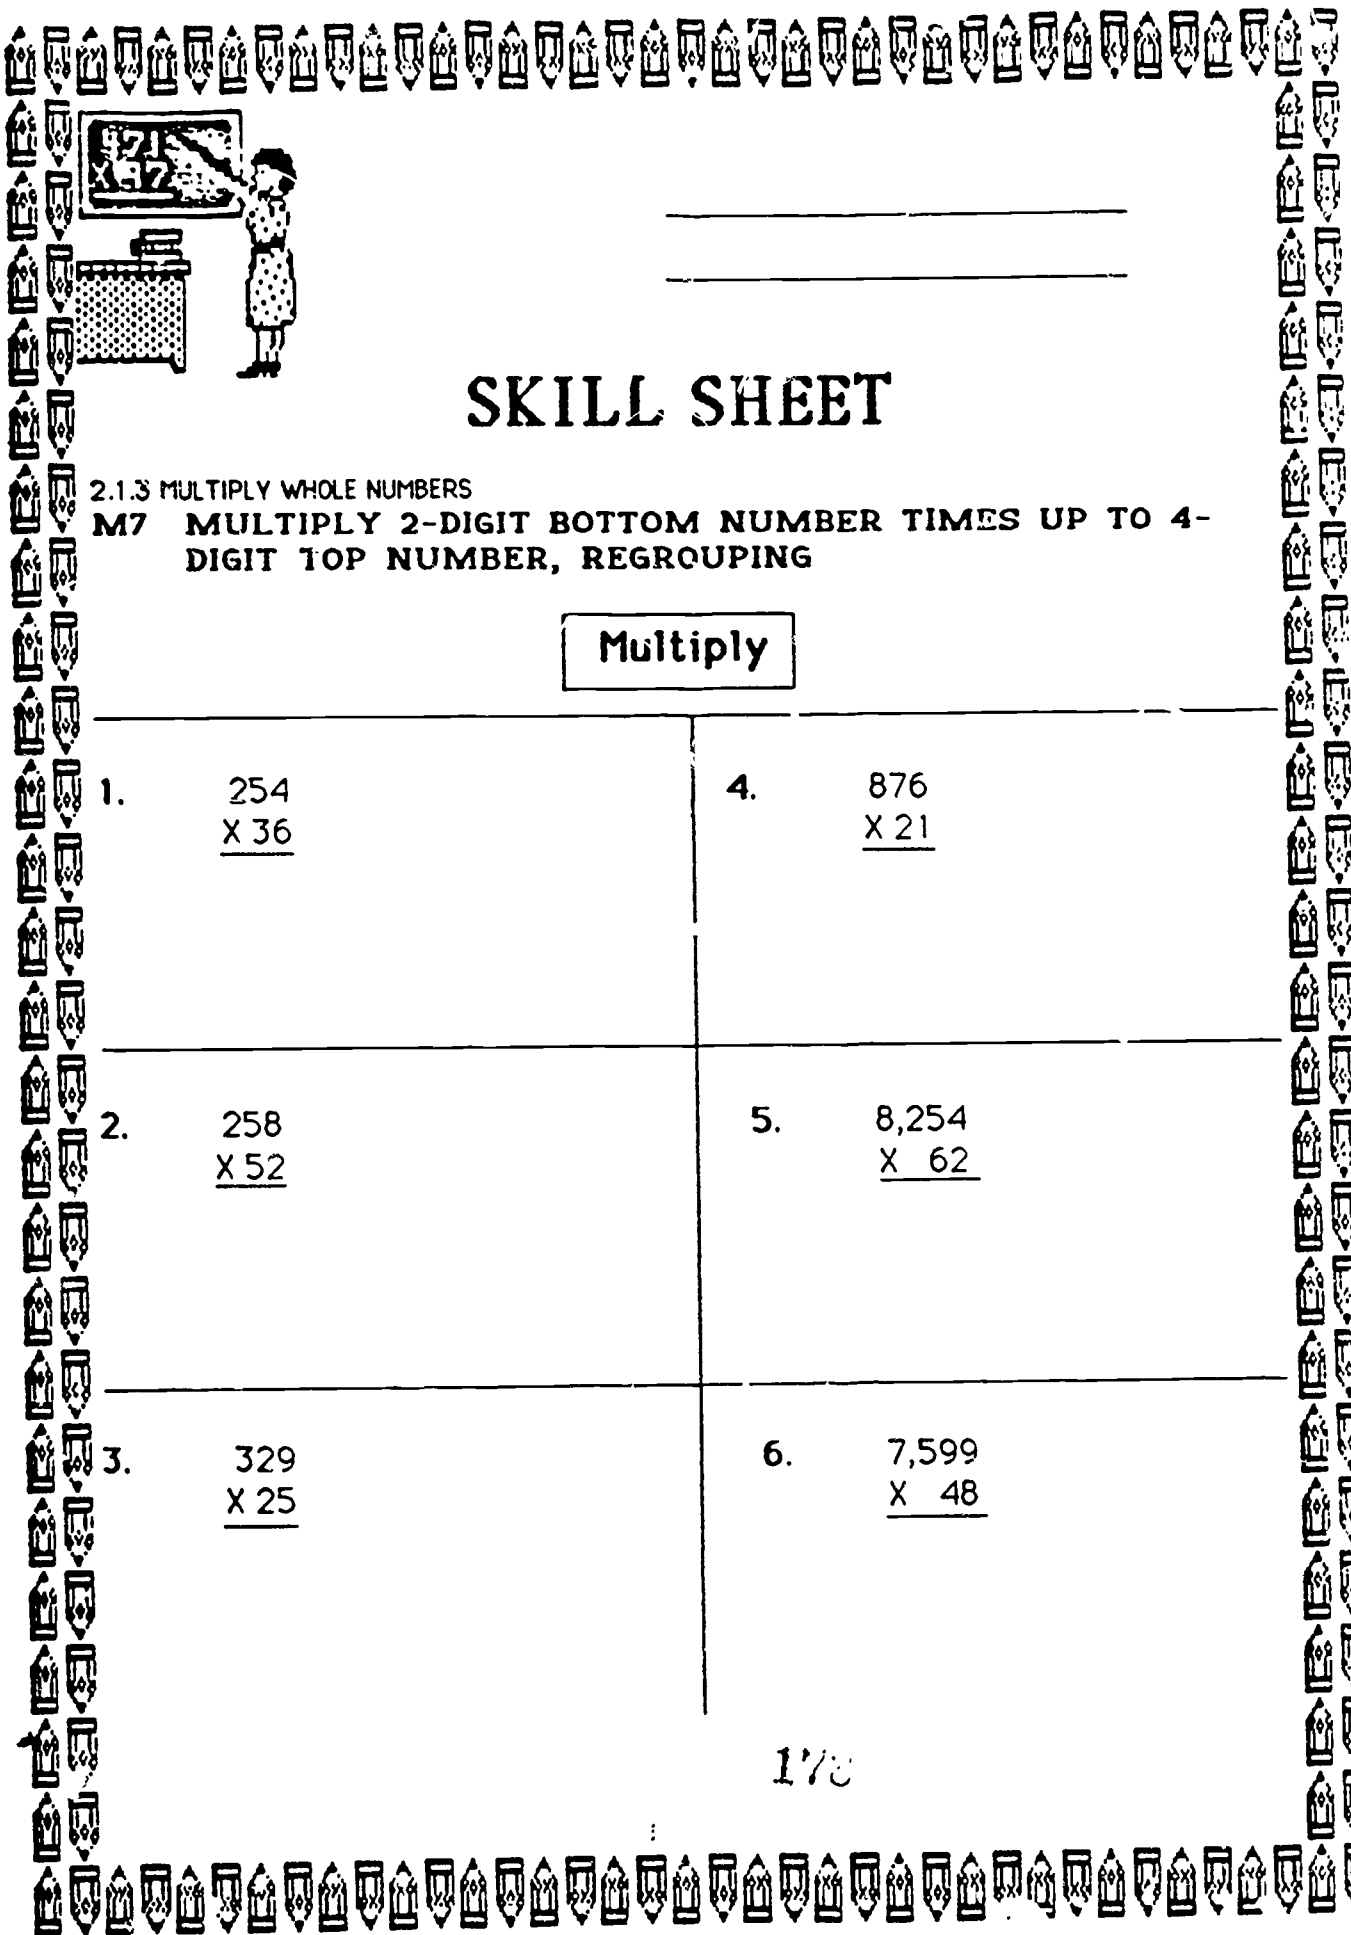 SKILL SHEET
2.1.3 MULTIPLY WHOLE NUMBERS
M7 MULTIPLY 2-DIGIT BOTTOM NUMBER TIMES UP TO 4-
DIGIT TOP NUMBER, REGROUPING
Multiply
1. 254
X 36
4. 876
X 21
2. 258
X 52
5. 8,254
X 62
3. 329
X 25
6. 7,599
X 48